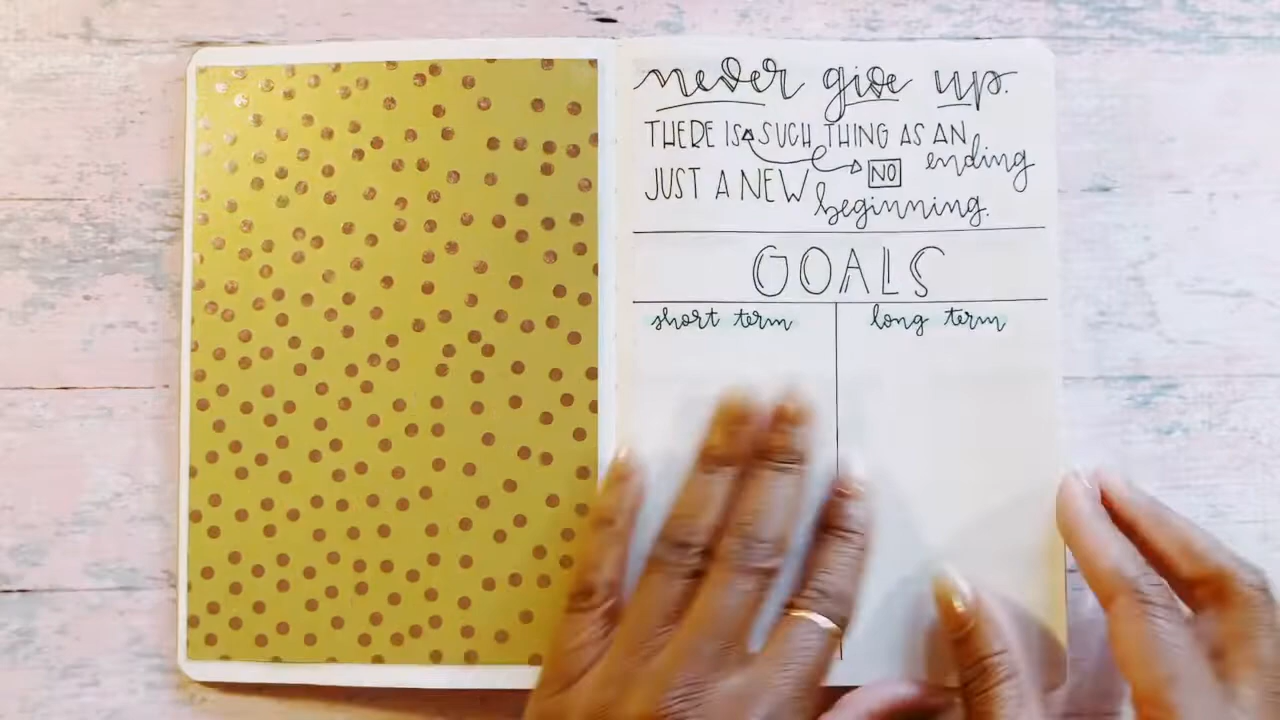 never give up.
THERE IS SUCH THING AS AN ending
NO
JUST A NEW beginning.
GOALS
short term
long term